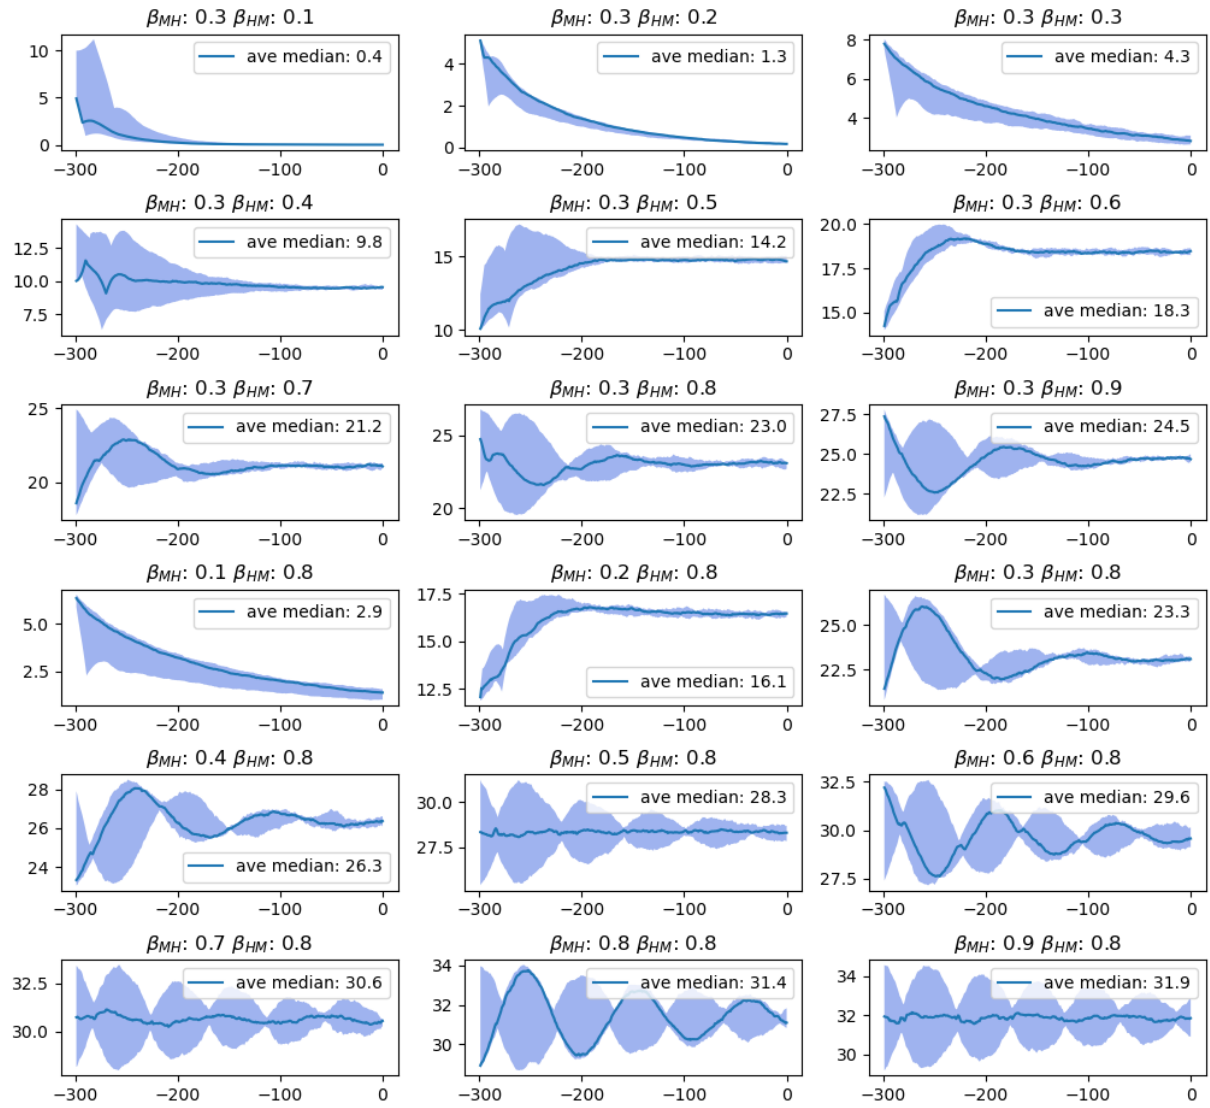 β_MH: 0.3 β_HM: 0.1
β_MH: 0.3 β_HM: 0.2
β_MH: 0.3 β_HM: 0.3
10
5
0
ave median: 0.4
−300 −200 −100 0
4
2
0
ave median: 1.3
−300 −200 −100 0
8
6
4
ave median: 4.3
−300 −200 −100 0
β_MH: 0.3 β_HM: 0.4
β_MH: 0.3 β_HM: 0.5
β_MH: 0.3 β_HM: 0.6
12.5
10.0
7.5
ave median: 9.8
−300 −200 −100 0
15
10
ave median: 14.2
−300 −200 −100 0
20.0
17.5
15.0
ave median: 18.3
−300 −200 −100 0
β_MH: 0.3 β_HM: 0.7
β_MH: 0.3 β_HM: 0.8
β_MH: 0.3 β_HM: 0.9
25
20
ave median: 21.2
−300 −200 −100 0
25
20
ave median: 23.0
−300 −200 −100 0
27.5
25.0
22.5
ave median: 24.5
−300 −200 −100 0
β_MH: 0.1 β_HM: 0.8
β_MH: 0.2 β_HM: 0.8
β_MH: 0.3 β_HM: 0.8
5.0
2.5
ave median: 2.9
−300 −200 −100 0
17.5
15.0
12.5
ave median: 16.1
−300 −200 −100 0
25.0
22.5
ave median: 23.3
−300 −200 −100 0
β_MH: 0.4 β_HM: 0.8
β_MH: 0.5 β_HM: 0.8
β_MH: 0.6 β_HM: 0.8
28
26
24
ave median: 26.3
−300 −200 −100 0
30.0
27.5
ave median: 28.3
−300 −200 −100 0
32.5
30.0
27.5
ave median: 29.6
−300 −200 −100 0
β_MH: 0.7 β_HM: 0.8
β_MH: 0.8 β_HM: 0.8
β_MH: 0.9 β_HM: 0.8
32.5
30.0
ave median: 30.6
−300 −200 −100 0
34
32
30
ave median: 31.4
−300 −200 −100 0
34
32
30
ave median: 31.9
−300 −200 −100 0